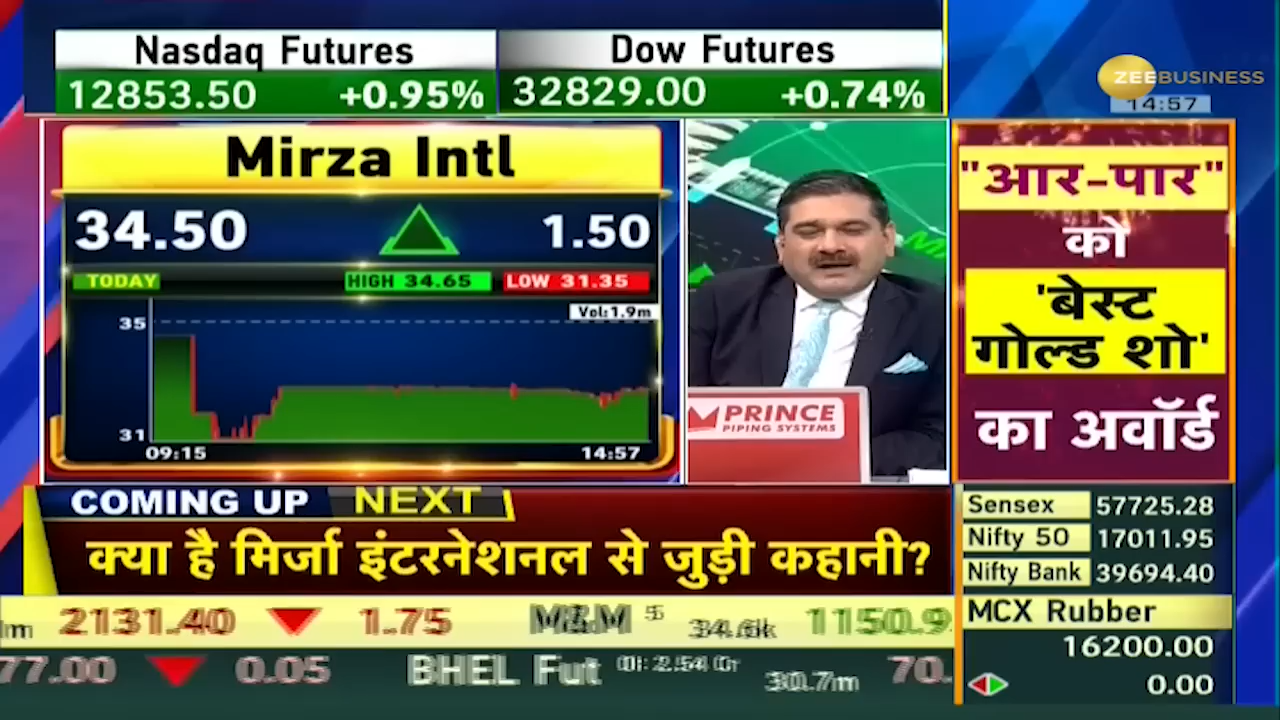 Nasdaq Futures
12853.50 +0.95%
Dow Futures
32829.00 +0.74%
ZEEBUSINESS
14:57
Mirza Intl
34.50 1.50
TODAY HIGH 34.65 LOW 31.35
Vol:1.9m
35
31
09:15 14:57
PRINCE
PIPING SYSTEMS
"आर-पार"
को
'बेस्ट
गोल्ड शो'
का अवॉर्ड
COMING UP NEXT
क्या है मिर्जा इंटरनेशनल से जुड़ी कहानी?
Sensex 57725.28
Nifty 50 17011.95
Nifty Bank 39694.40
MCX Rubber
16200.00
0.00
2131.40 1.75 M&M 1150.9
77.00 0.05 BHEL Fut 30.7m 70.